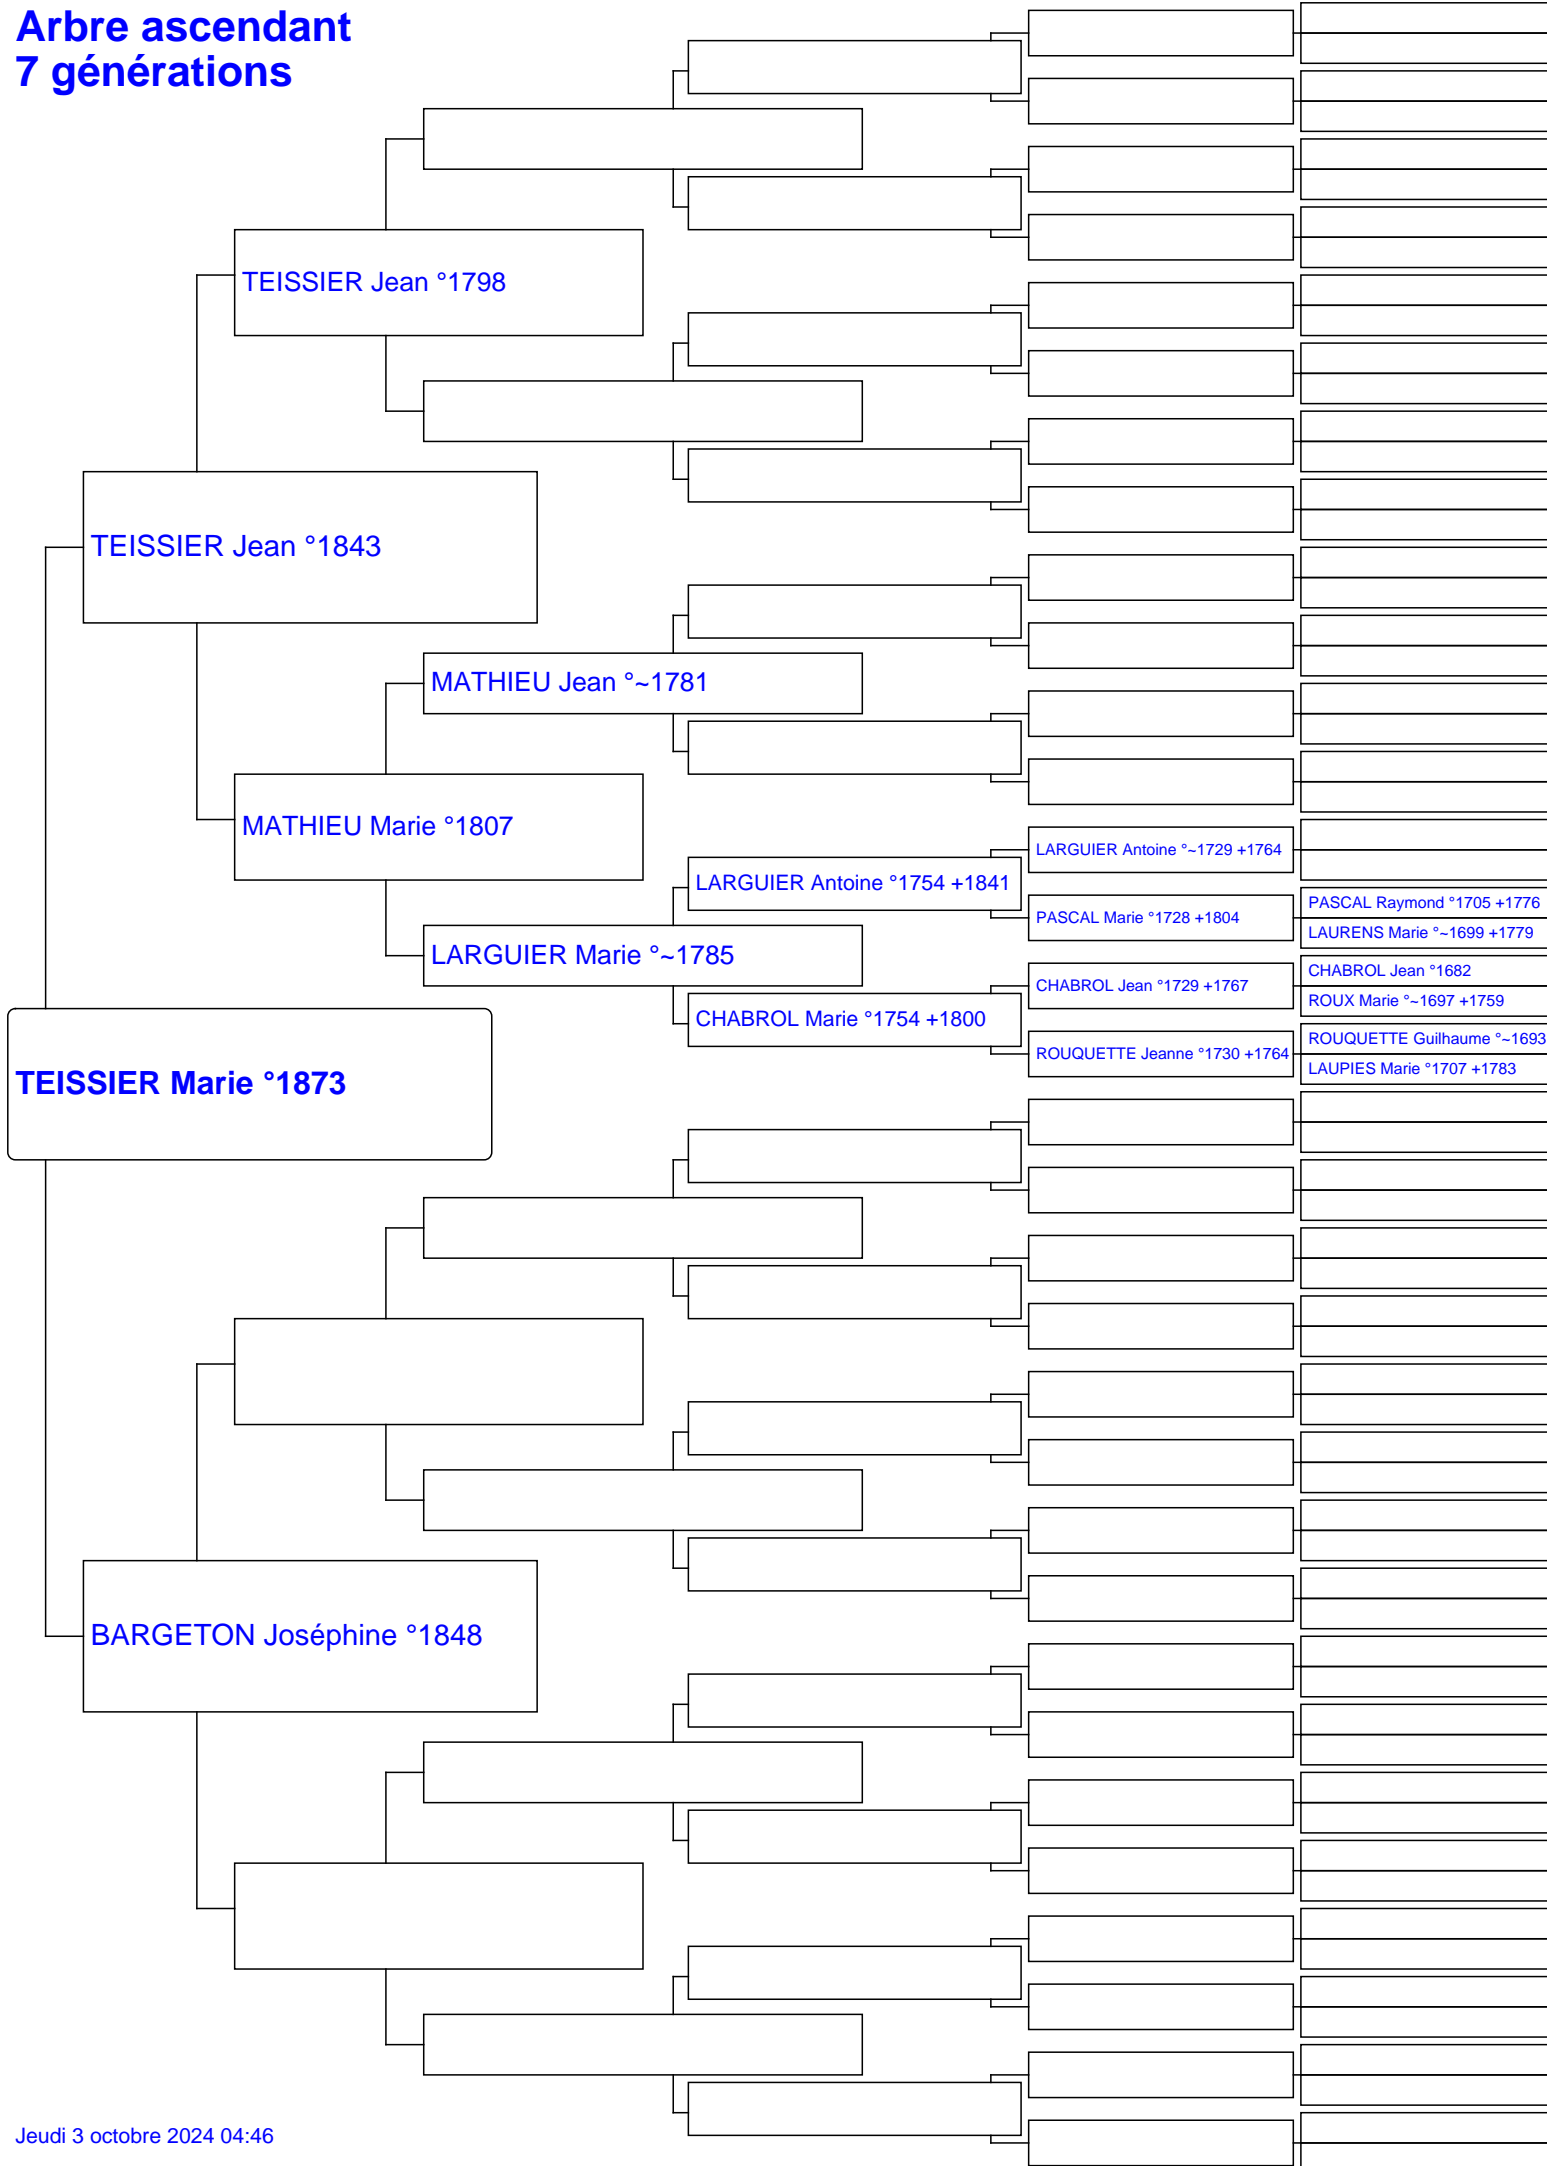 Arbre ascendant
7 générations
TEISSIER Jean °1798
TEISSIER Jean °1843
MATHIEU Jean °~1781
MATHIEU Marie °1807
LARGUIER Antoine °~1729 +1764
LARGUIER Antoine °1754 +1841
PASCAL Raymond °1705 +1776
PASCAL Marie °1728 +1804
LAURENS Marie °~1699 +1779
LARGUIER Marie °~1785
CHABROL Jean °1682
CHABROL Jean °1729 +1767
ROUX Marie °~1697 +1759
CHABROL Marie °1754 +1800
ROUQUETTE Guilhaume °~1693
ROUQUETTE Jeanne °1730 +1764
LAUPIES Marie °1707 +1783
TEISSIER Marie °1873
BARGETON Joséphine °1848
Jeudi 3 octobre 2024 04:46